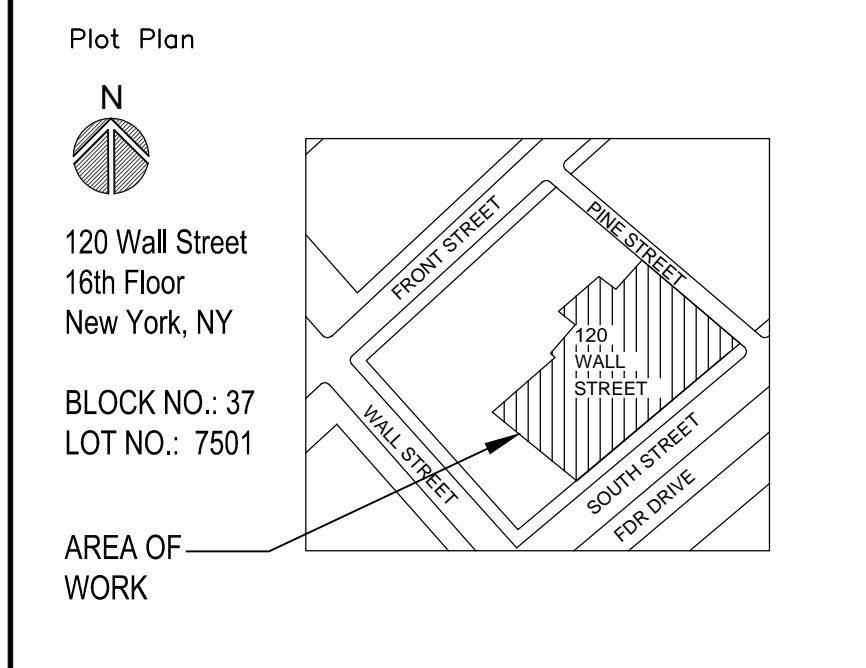 Plot Plan
N
120 Wall Street
16th Floor
New York, NY
BLOCK NO.: 37
LOT NO.: 7501
AREA OF
WORK
FRONT STREET
PINE STREET
120
WALL
STREET
WALL STREET
SOUTH STREET
FDR DRIVE